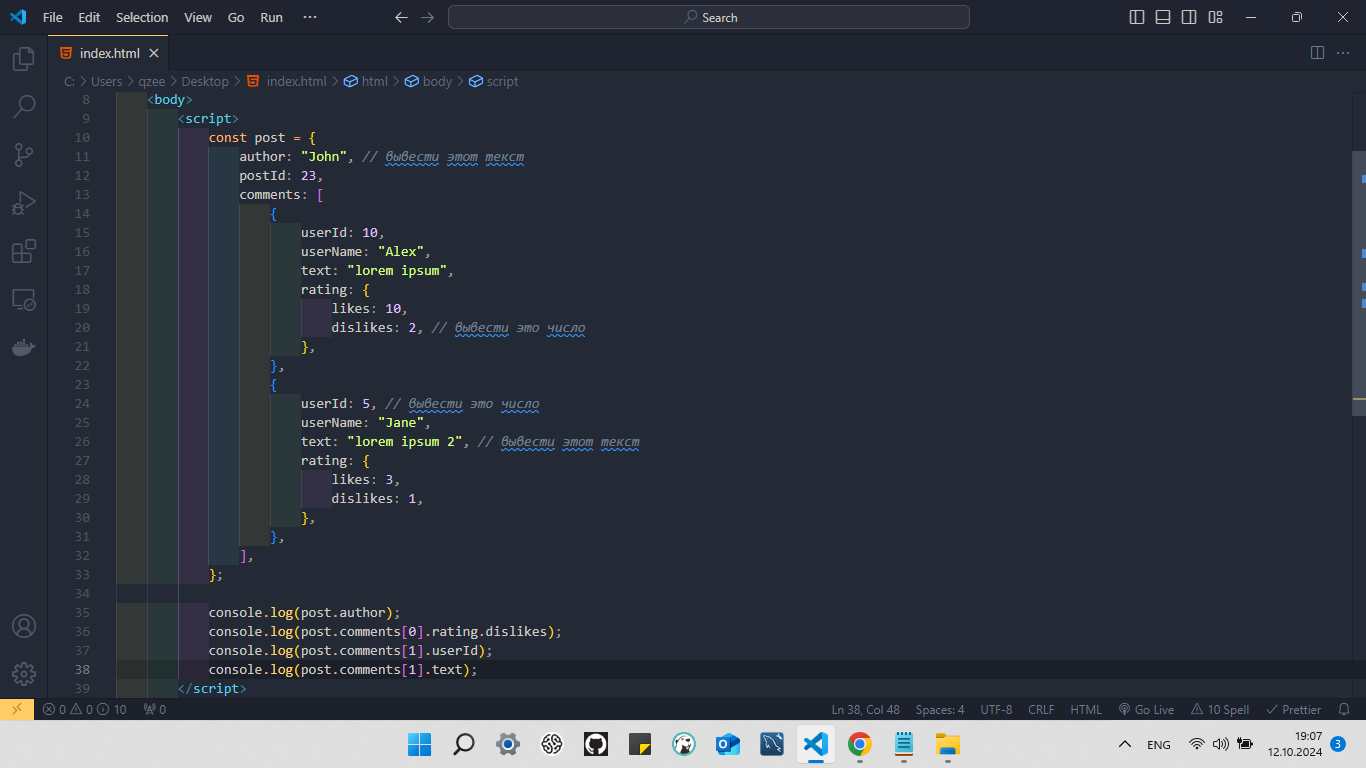 File Edit Selection View Go Run ··· Search
index.html
C: > Users > qzee > Desktop > index.html > html > body > script
8 <body>
9 <script>
10 const post = {
11 author: "John", // вывести этот текст
12 postId: 23,
13 comments: [
14 {
15 userId: 10,
16 userName: "Alex",
17 text: "lorem ipsum",
18 rating: {
19 likes: 10,
20 dislikes: 2, // вывести это число
21 },
22 },
23 {
24 userId: 5, // вывести это число
25 userName: "Jane",
26 text: "lorem ipsum 2", // вывести этот текст
27 rating: {
28 likes: 3,
29 dislikes: 1,
30 },
31 },
32 ],
33 };
34
35 console.log(post.author);
36 console.log(post.comments[0].rating.dislikes);
37 console.log(post.comments[1].userId);
38 console.log(post.comments[1].text);
39 </script>
0 0 10 0 Ln 38, Col 48 Spaces: 4 UTF-8 CRLF HTML Go Live 10 Spell Prettier
ENG 19:07
12.10.2024 3